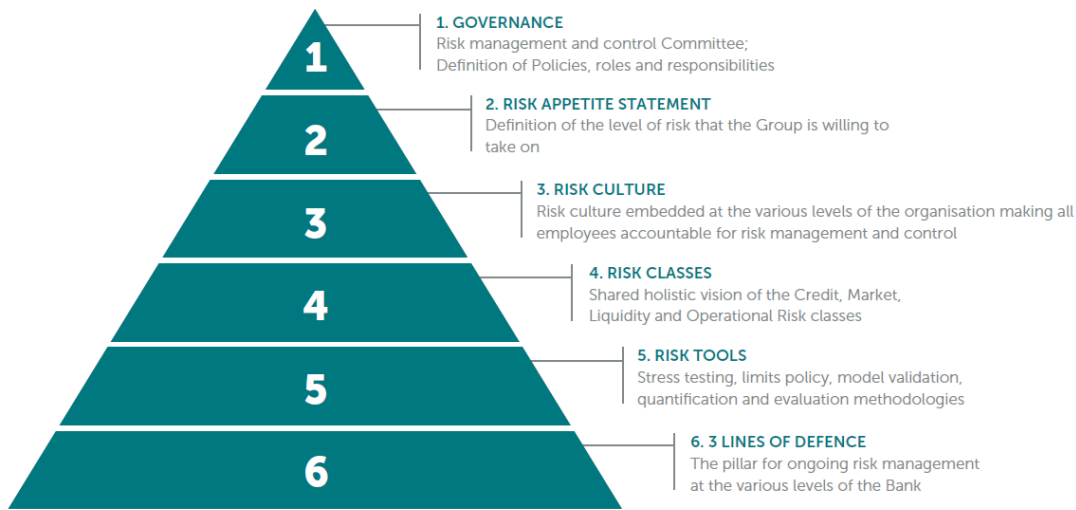 1
1. GOVERNANCE
Risk management and control Committee;
Definition of Policies, roles and responsibilities
2
2. RISK APPETITE STATEMENT
Definition of the level of risk that the Group is willing to
take on
3
3. RISK CULTURE
Risk culture embedded at the various levels of the organisation making all
employees accountable for risk management and control
4
4. RISK CLASSES
Shared holistic vision of the Credit, Market,
Liquidity and Operational Risk classes
5
5. RISK TOOLS
Stress testing, limits policy, model validation,
quantification and evaluation methodologies
6
6. 3 LINES OF DEFENCE
The pillar for ongoing risk management
at the various levels of the Bank